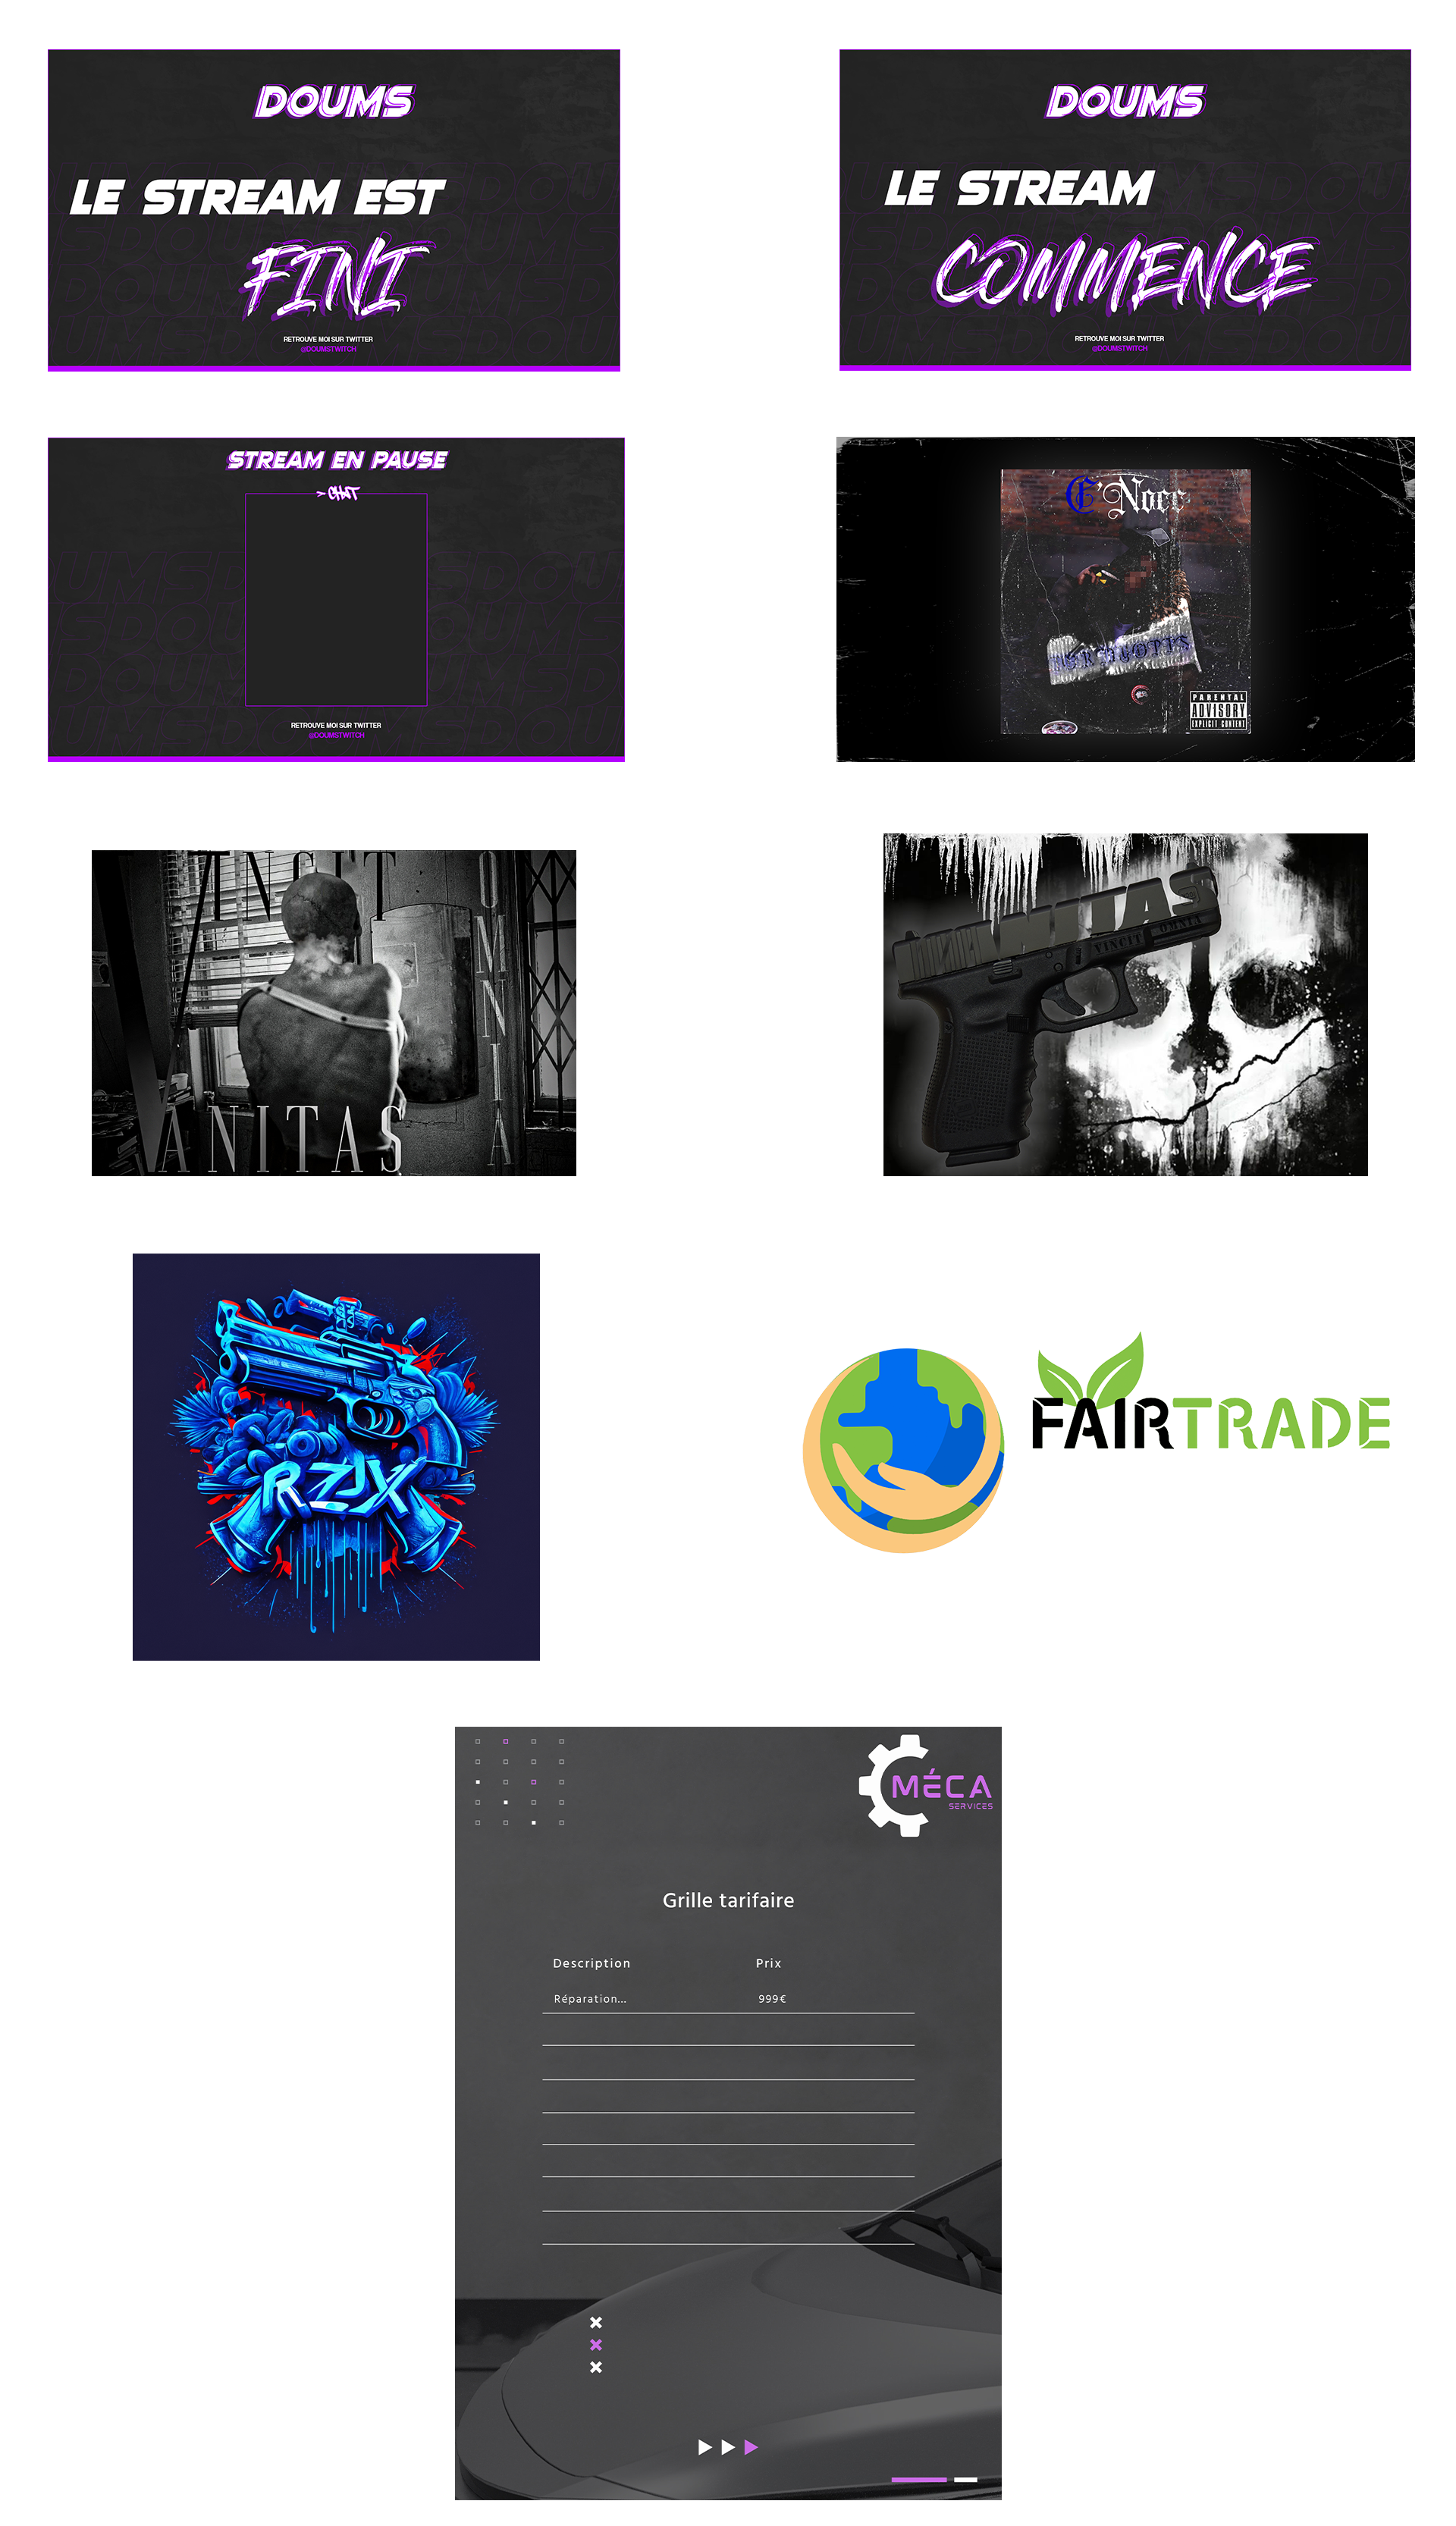 DOUMS
LE STREAM EST
FINI
RETROUVE MOI SUR TWITTER
@DOUMSTWITCH
DOUMS
LE STREAM
COMMENCE
RETROUVE MOI SUR TWITTER
@DOUMSTWITCH
STREAM EN PAUSE
> CHAT
RETROUVE MOI SUR TWITTER
@DOUMSTWITCH
C'Nocc
PARENTAL
ADVISORY
EXPLICIT CONTENT
VINCIT
OMNIA
VANITAS
VANITAS
VINCIT OMNIA
RZJX
FAIRTRADE
MÉCA
SERVICES
Grille tarifaire
Description Prix
Réparation... 999€